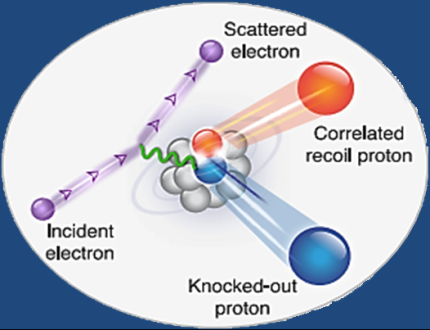 Scattered
electron
Correlated
recoil proton
Incident
electron
Knocked-out
proton